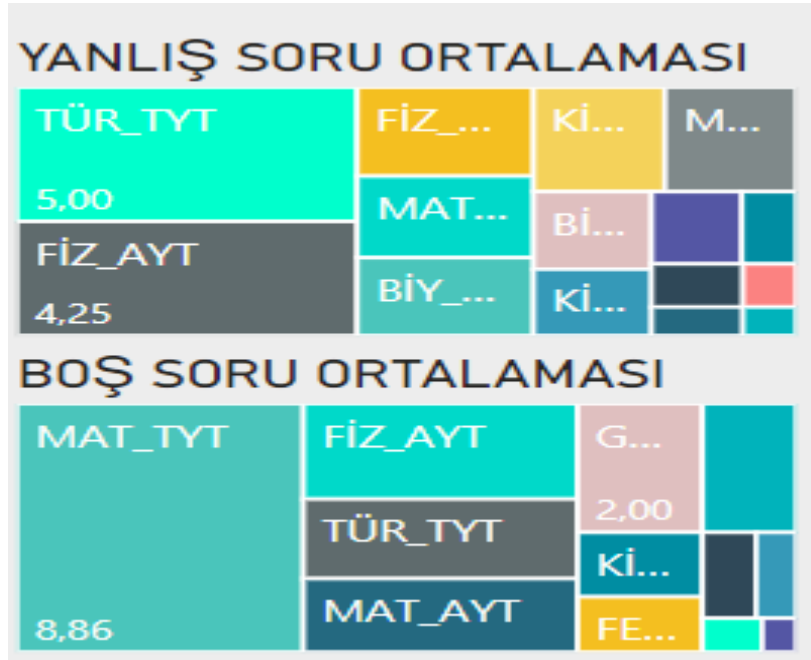 YANLIŞ SORU ORTALAMASI
TÜR_TYT
5,00
FİZ_AYT
4,25
FİZ_...
MAT...
BİY_...
Kİ...
M...
Bİ...
Kİ...
BOŞ SORU ORTALAMASI
MAT_TYT
8,86
FİZ_AYT
TÜR_TYT
MAT_AYT
G...
2,00
Kİ...
FE...